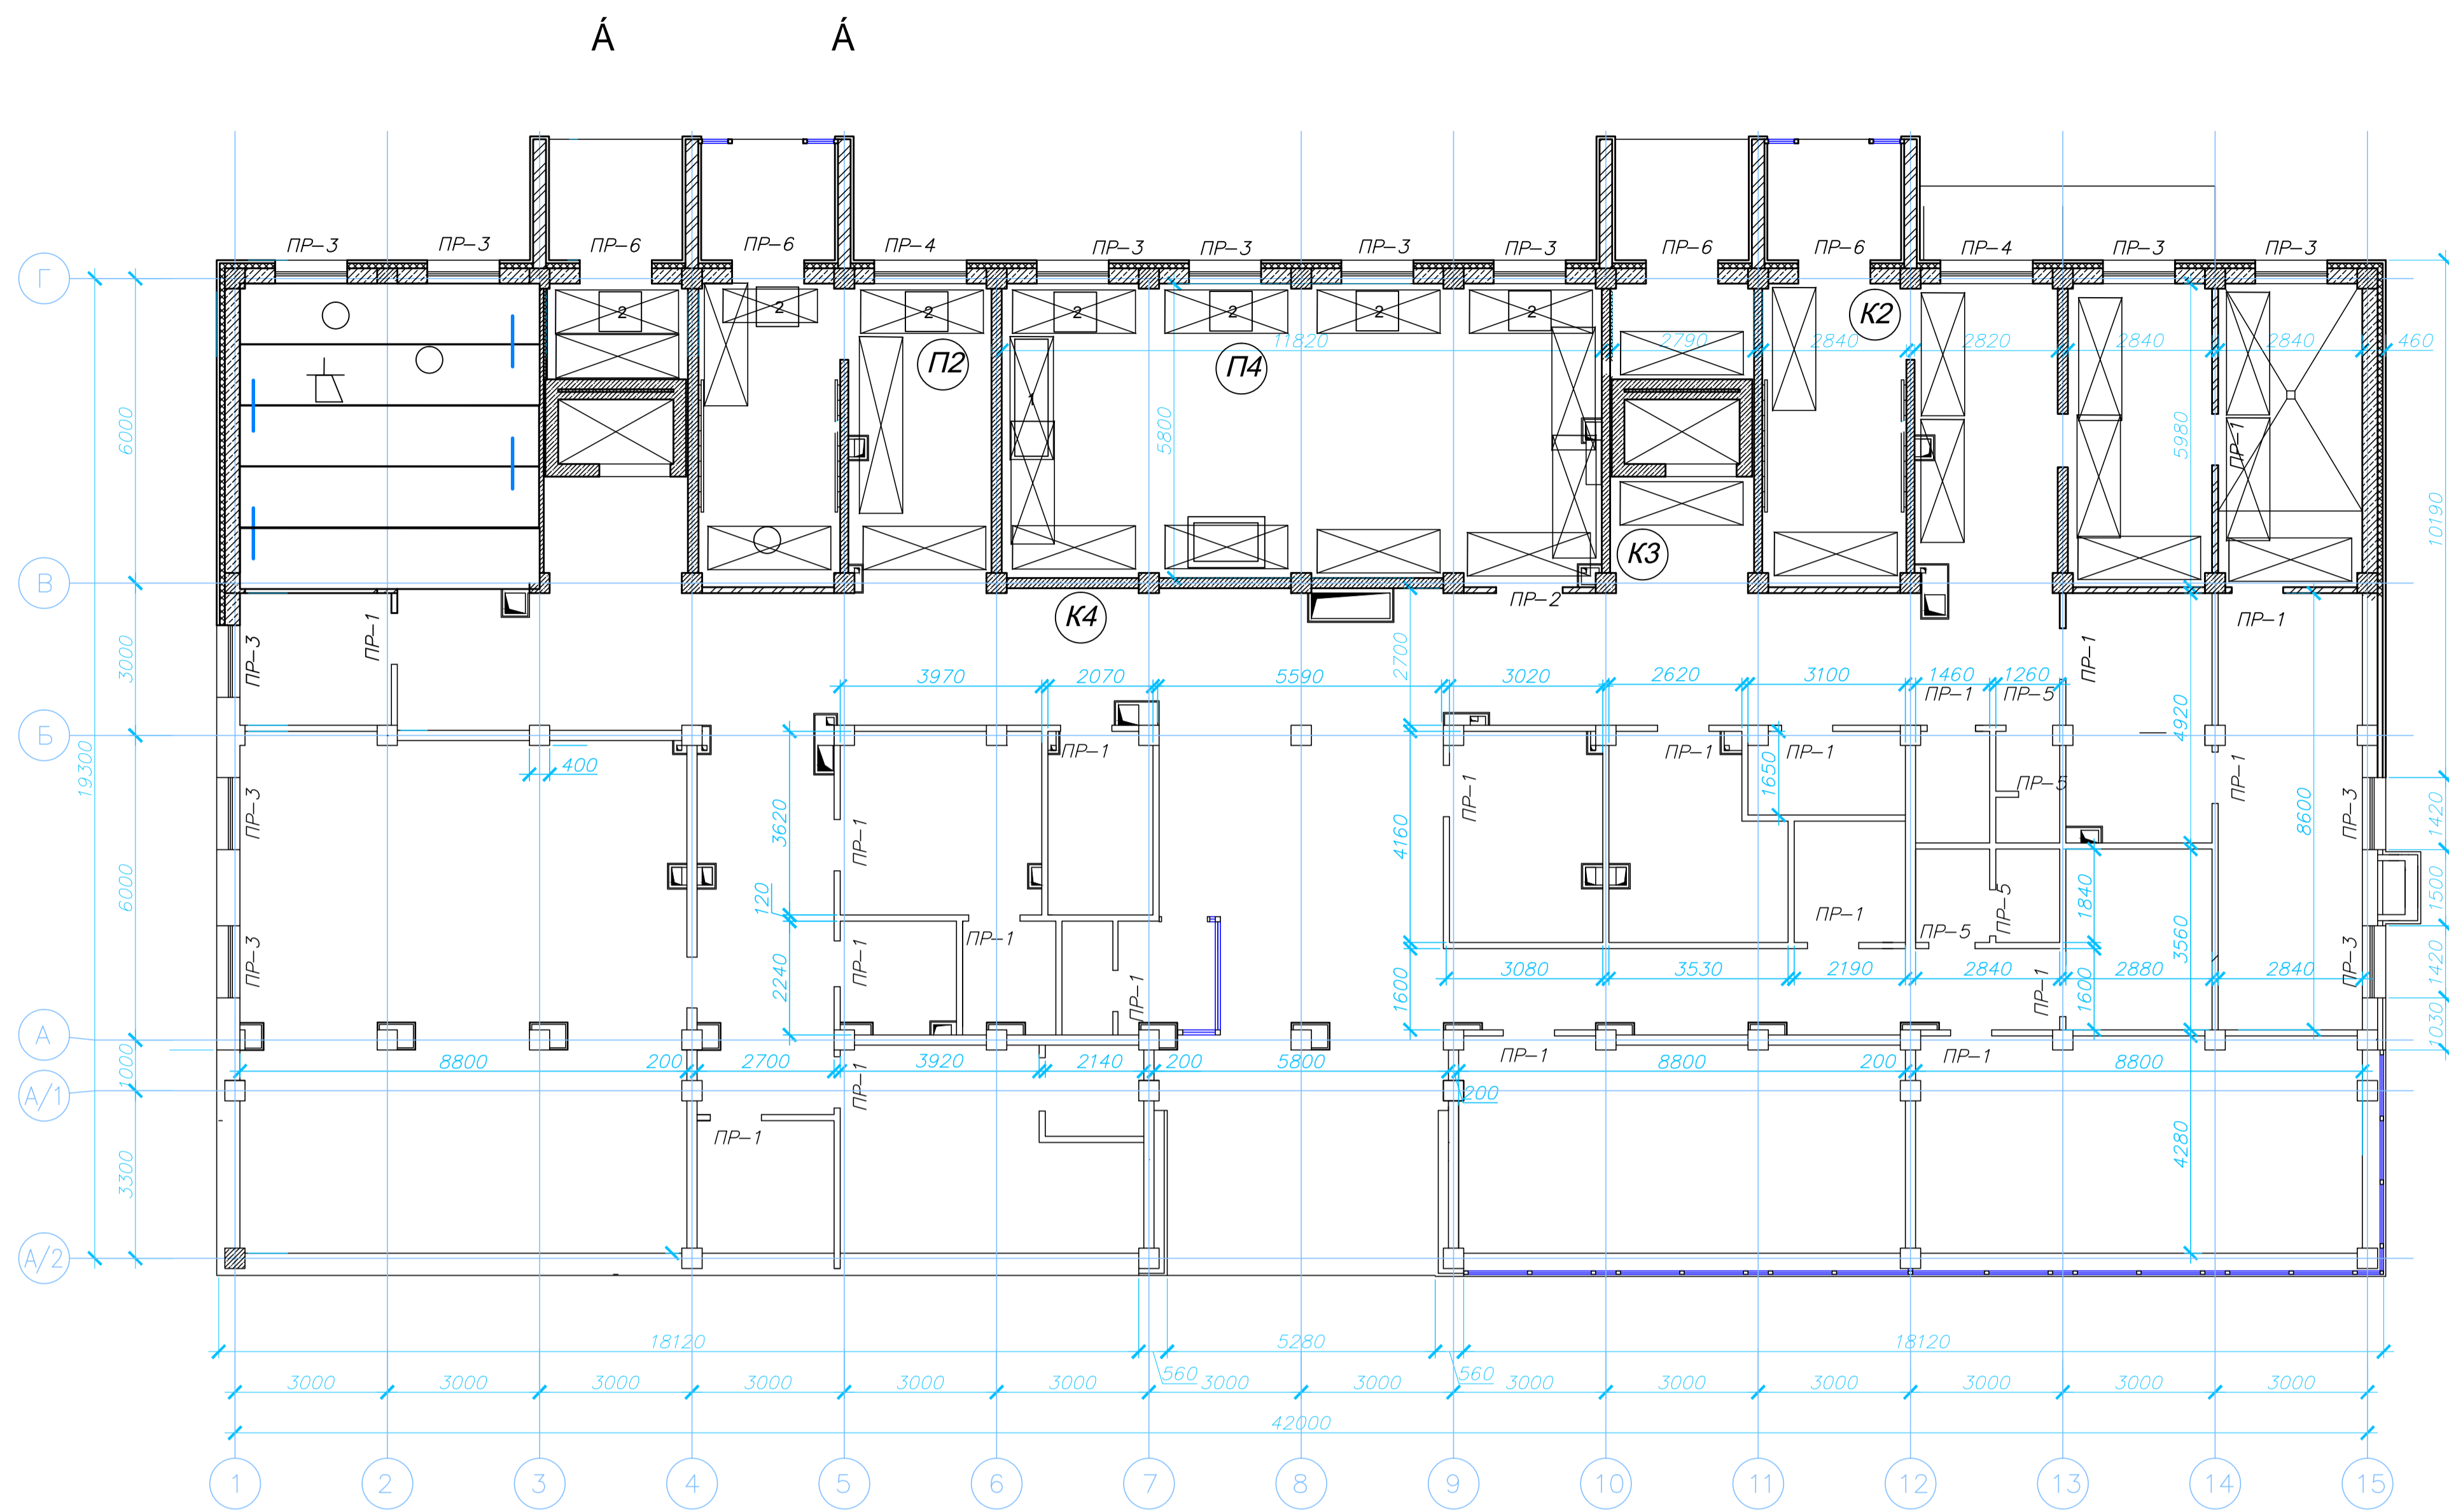 Á Á
ПР-3 ПР-3 ПР-6 ПР-6 ПР-4 ПР-3 ПР-3 ПР-3 ПР-3 ПР-6 ПР-6 ПР-4 ПР-3 ПР-3
Г
2 2 2 2 2 2 2
К2
11820 2790 2840 2820 2840 2840 460
П2 П4
1
6000 5800 5980 ПР-1
10190
К3
В
ПР-2
К4
ПР-1 ПР-1
3000 ПР-3 2700 ПР-1
3970 2070 5590 3020 2620 3100 1460 1260
ПР-1 ПР-5
4920
Б
ПР-1 ПР-1 ПР-1
19300 400 1650 ПР-1 ПР-1
ПР-5
ПР-3 3620 ПР-1 4160 8600 ПР-3 1420
6000 120 1840 ПР-5 1500
ПР-1 ПР-5
ПР-1 3560
ПР-3 2240 ПР-1 ПР-3 1420
3080 3530 2190 2840 2880 2840
ПР-1 1600 ПР-1 1600
А
1030
1000 8800 200 2700 3920 2140 200 5800 ПР-1 8800 200 ПР-1 8800
ПР-1 200
А/1
ПР-1
3300 4280
А/2
18120 5280 18120
560 560
3000 3000 3000 3000 3000 3000 3000 3000 3000 3000 3000 3000 3000 3000
42000
1 2 3 4 5 6 7 8 9 10 11 12 13 14 15